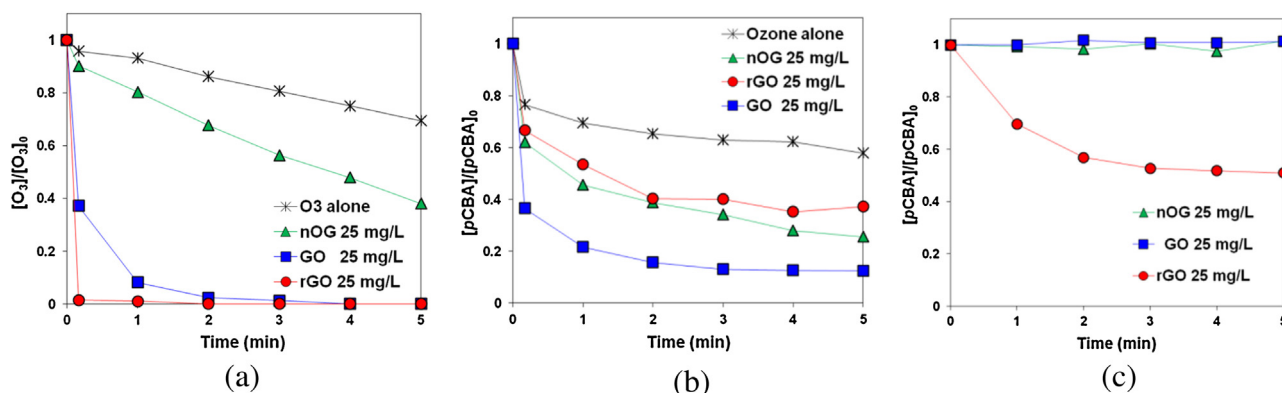 [O₃]/[O₃]₀
1
0.8
0.6
0.4
0.2
0
O3 alone
nOG 25 mg/L
GO 25 mg/L
rGO 25 mg/L
0 1 2 3 4 5
Time (min)
(a)
[pCBA]/[pCBA]₀
1
0.8
0.6
0.4
0.2
0
Ozone alone
nOG 25 mg/L
rGO 25 mg/L
GO 25 mg/L
0 1 2 3 4 5
Time (min)
(b)
[pCBA]/[pCBA]₀
1
0.8
0.6
0.4
0.2
0
nOG 25 mg/L
GO 25 mg/L
rGO 25 mg/L
0 1 2 3 4 5
Time (min)
(c)